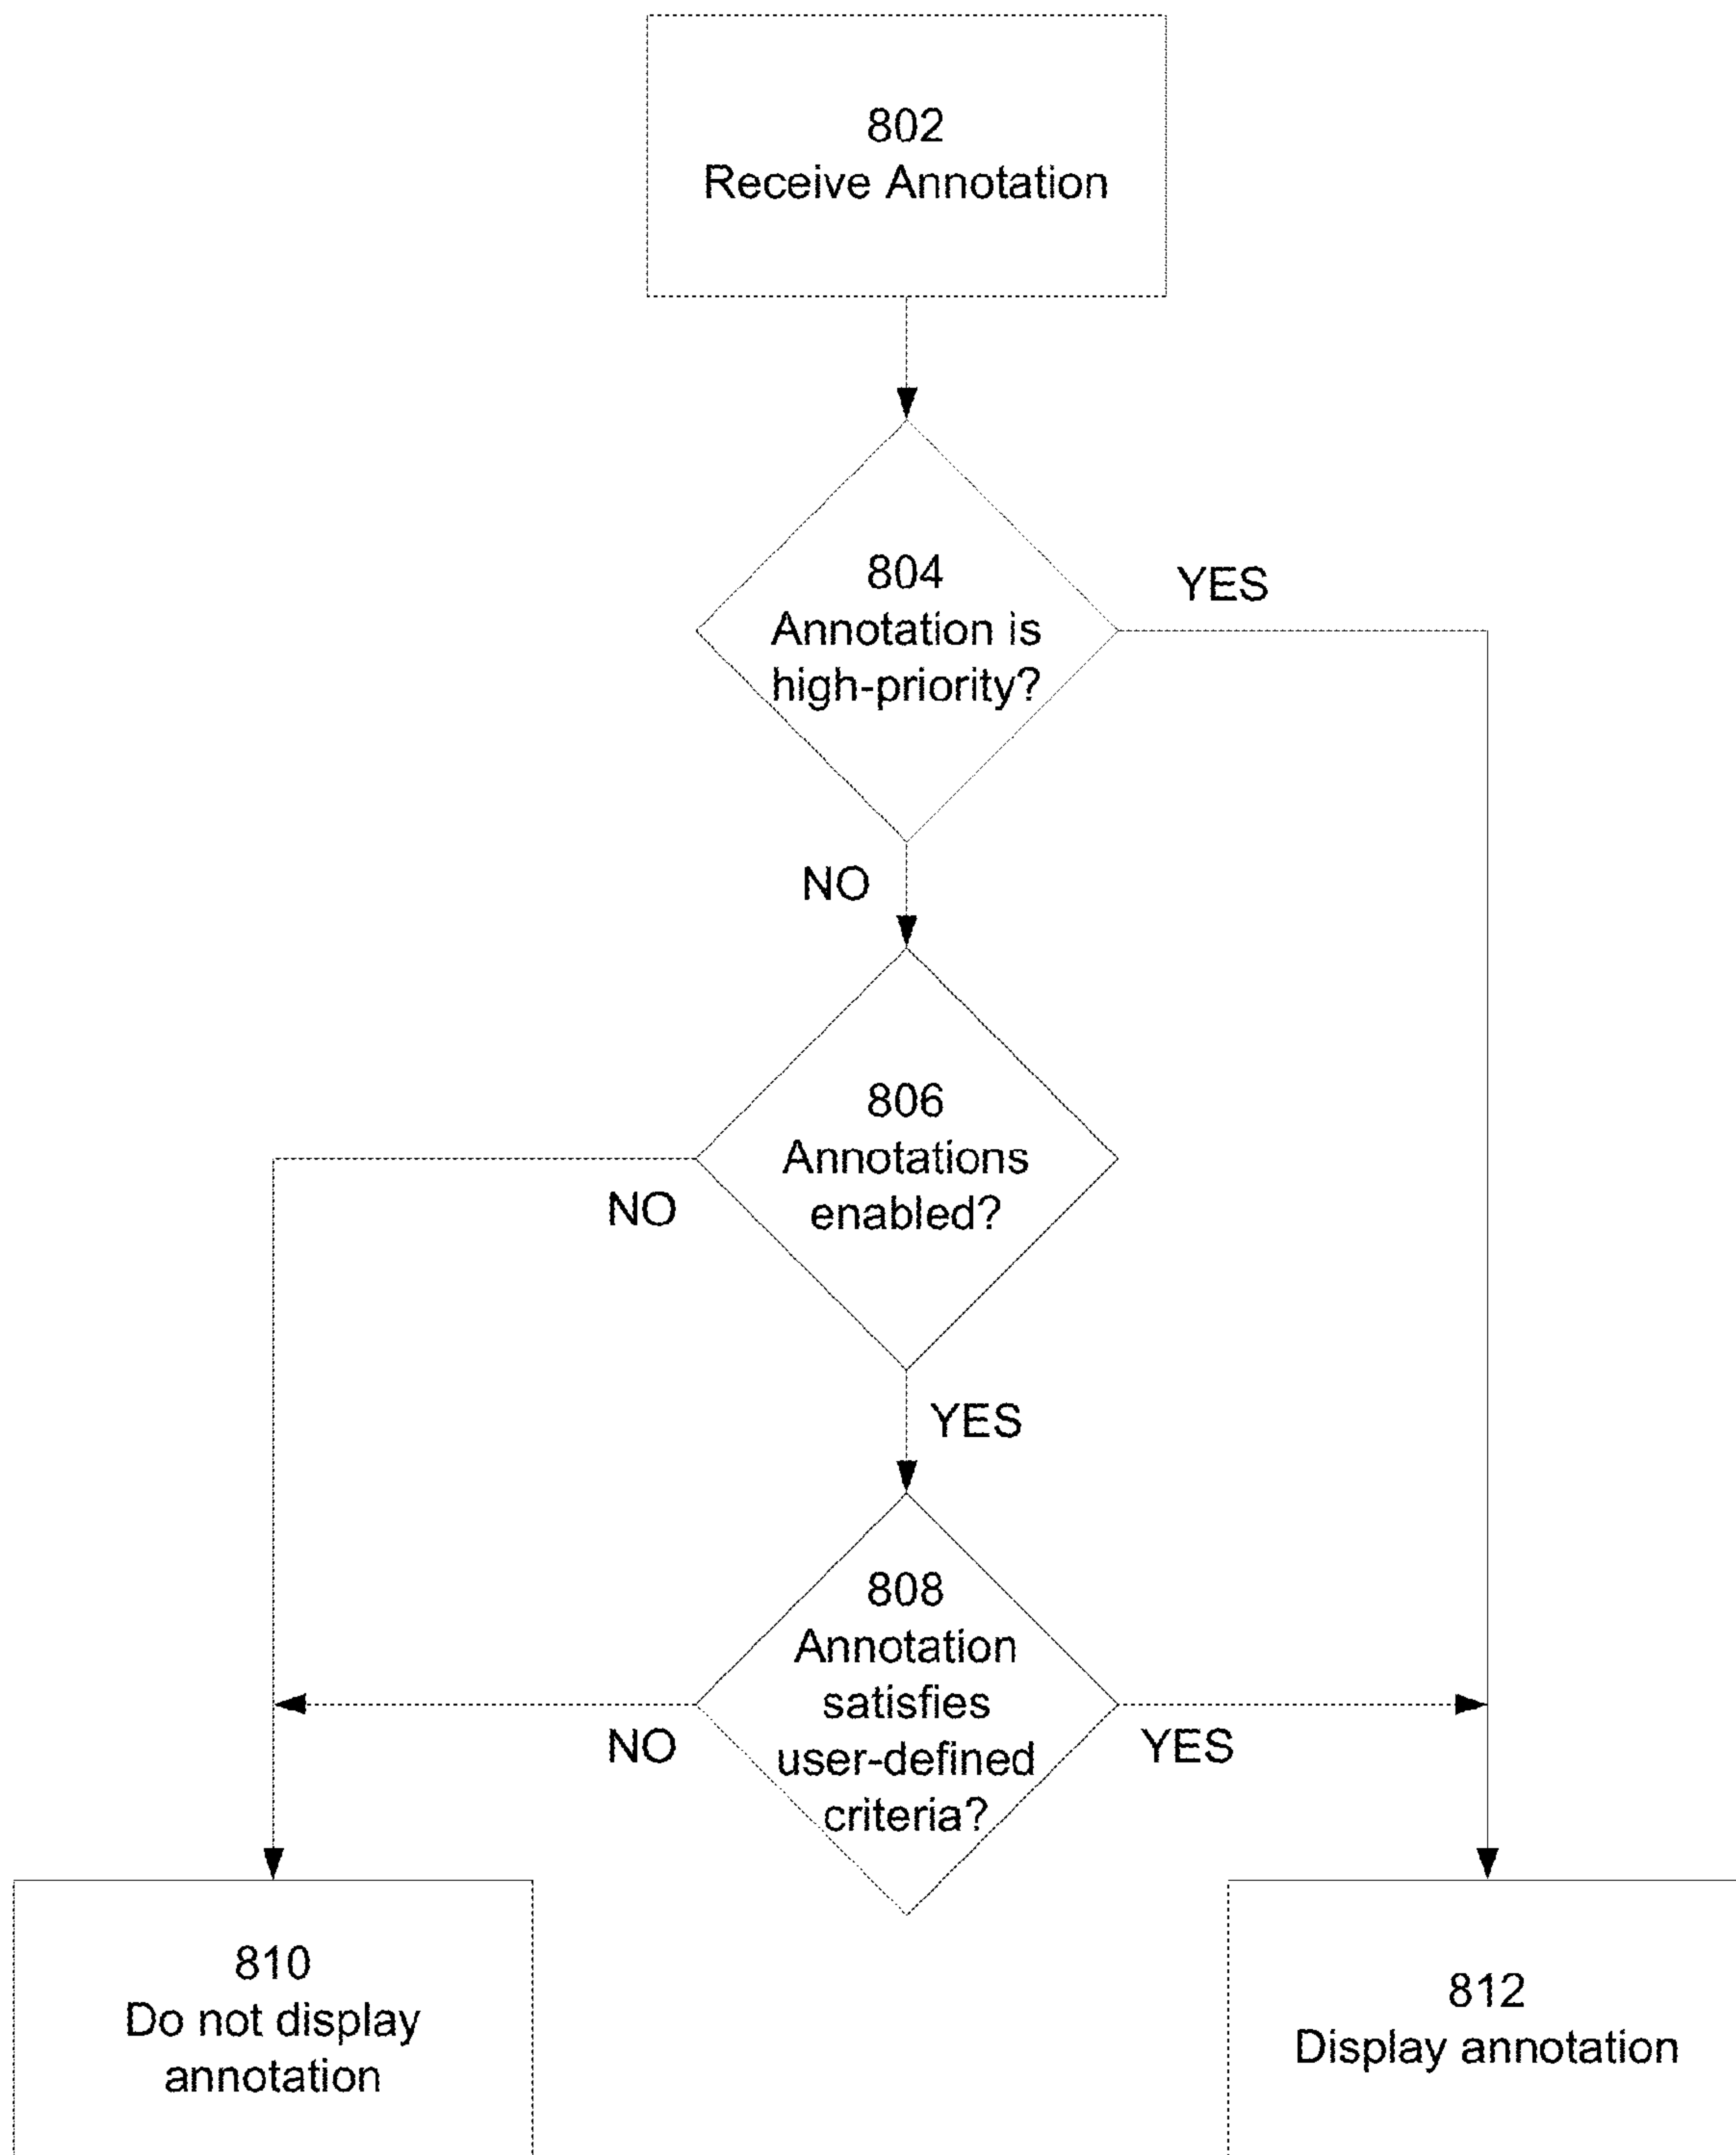 802
Receive Annotation
804
Annotation is
high-priority?
YES
NO
806
Annotations
enabled?
NO
YES
808
Annotation
satisfies
user-defined
criteria?
NO
YES
810
Do not display
annotation
812
Display annotation